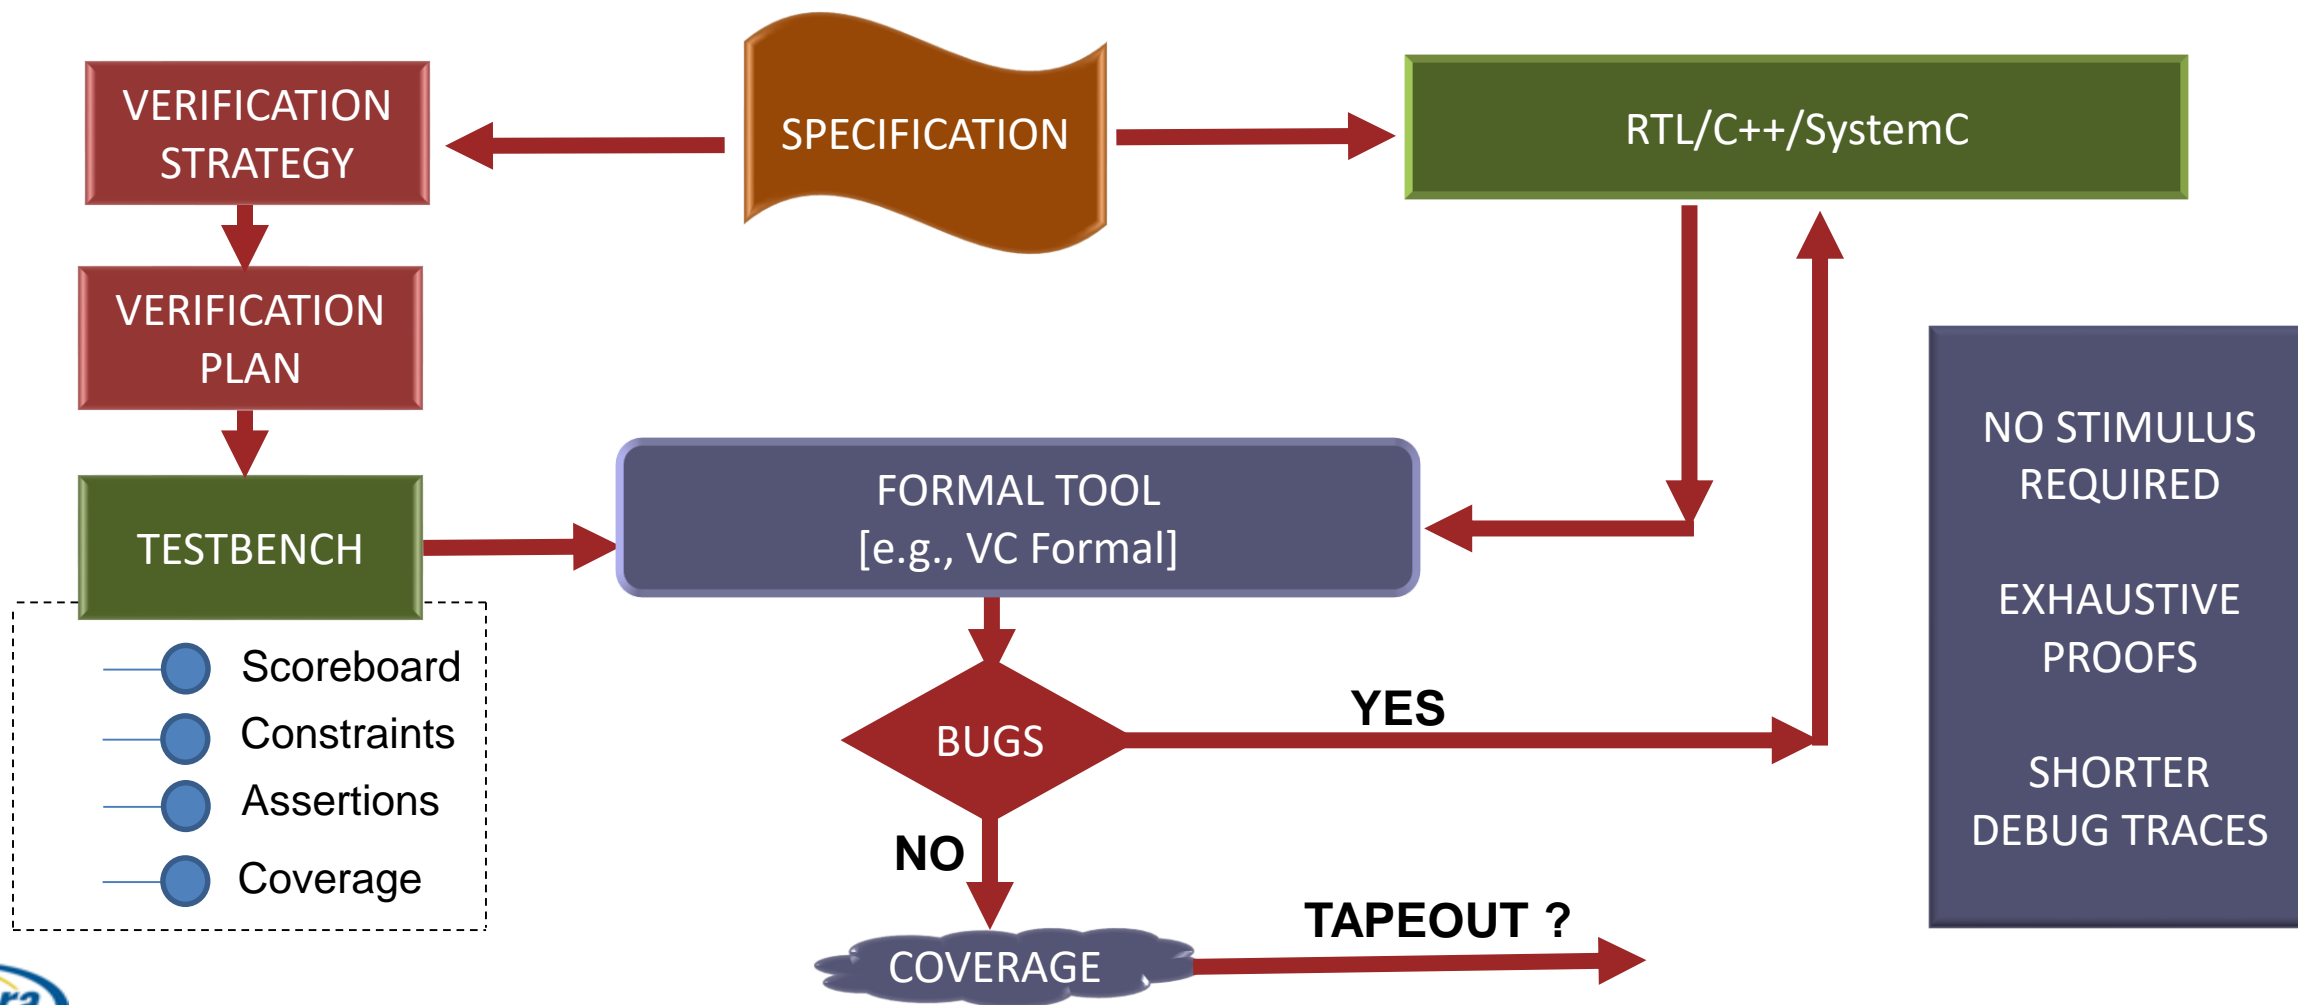 VERIFICATION
STRATEGY
SPECIFICATION
RTL/C++/SystemC
VERIFICATION
PLAN
TESTBENCH
Scoreboard
Constraints
Assertions
Coverage
FORMAL TOOL
[e.g., VC Formal]
BUGS
YES
NO
COVERAGE
TAPEOUT ?
NO STIMULUS
REQUIRED
EXHAUSTIVE
PROOFS
SHORTER
DEBUG TRACES